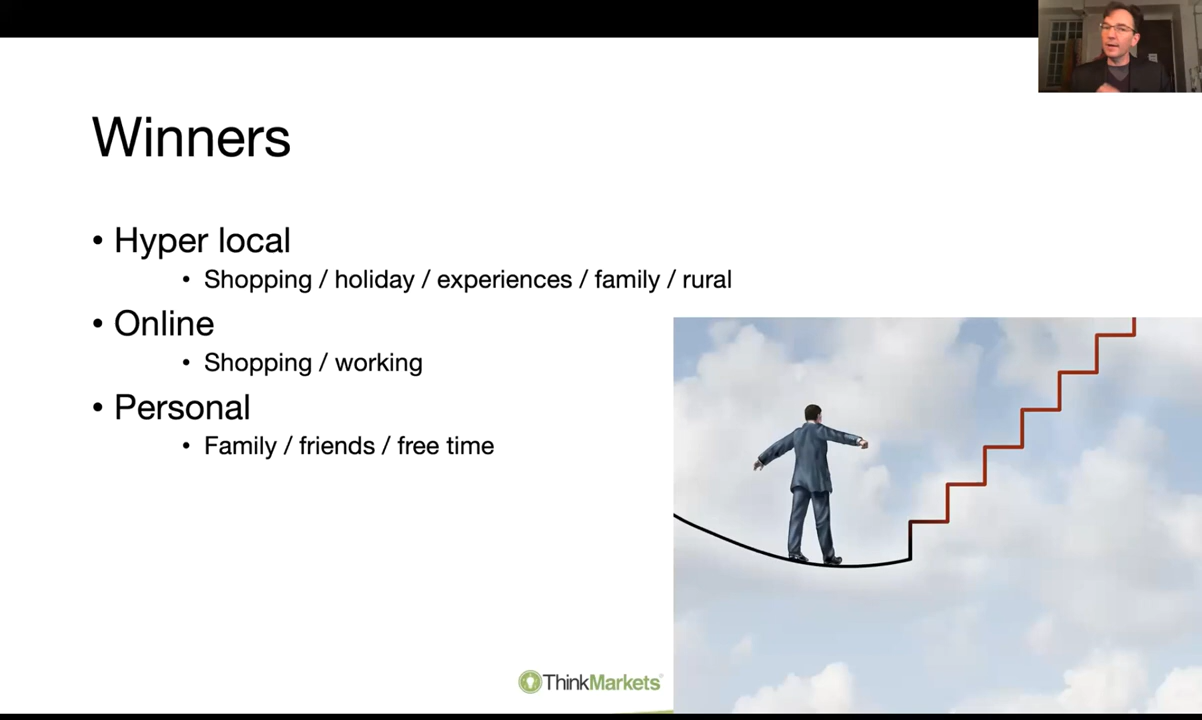 Winners
• Hyper local
• Shopping / holiday / experiences / family / rural
• Online
• Shopping / working
• Personal
• Family / friends / free time
ThinkMarkets